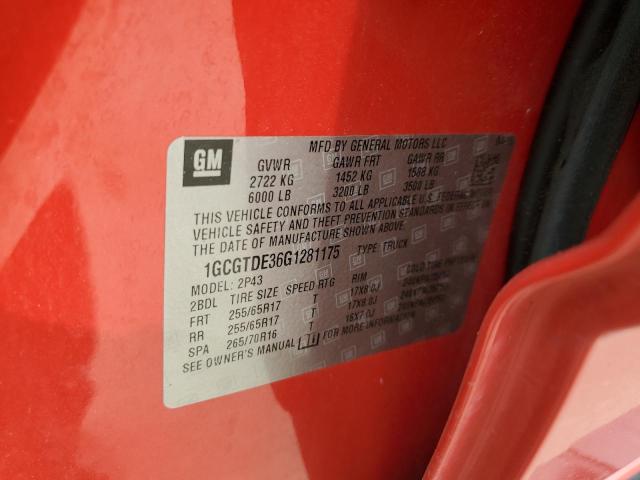 GM
MFD BY GENERAL MOTORS LLC
GVWR GAWR FRT GAWR RR
2722 KG 1452 KG 1588 KG
6000 LB 3200 LB 3500 LB
THIS VEHICLE CONFORMS TO ALL APPLICABLE U.S. FEDERAL
VEHICLE SAFETY AND THEFT PREVENTION STANDARDS IN EFFECT ON
THE DATE OF MANUFACTURE SHOWN ABOVE.
1GCGTDE36G1281175 TYPE: TRUCK
MODEL: 2P43
2BDL TIRE SIZE SPEED RTG RIM
FRT 255/65R17 T 17X8.0J
RR 255/65R17 T 17X8.0J
SPA 265/70R16 T 16X7.0J
SEE OWNER'S MANUAL FOR MORE INFORMATION